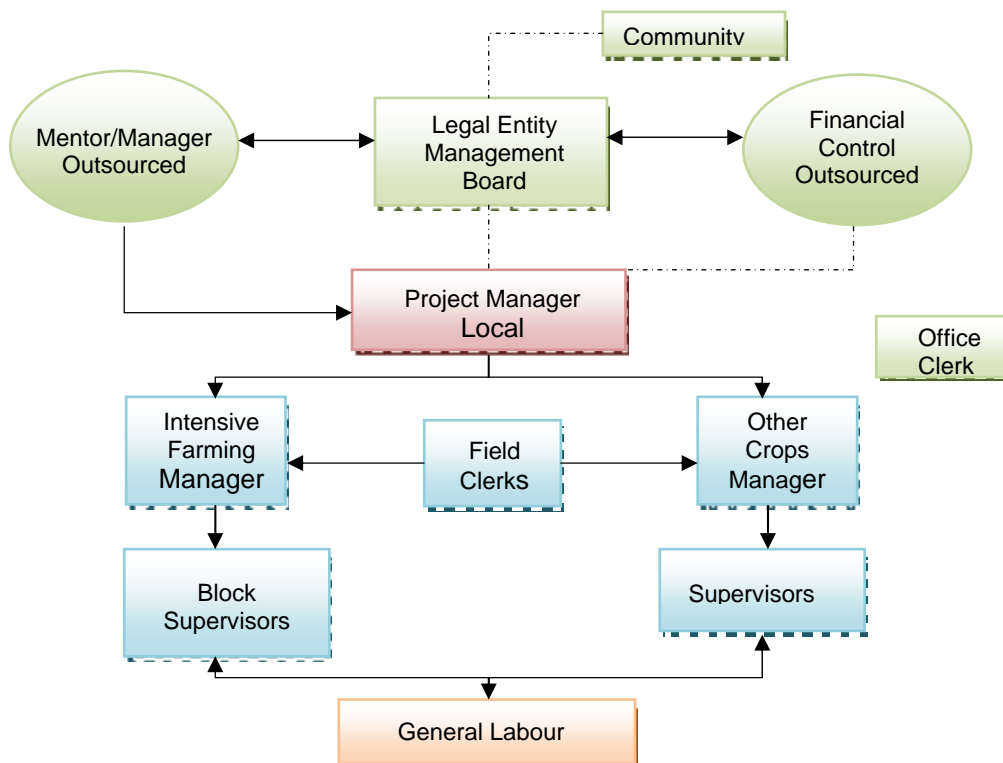 Community
Mentor/Manager
Outsourced
Legal Entity
Management
Board
Financial
Control
Outsourced
Project Manager
Local
Office
Clerk
Intensive
Farming
Manager
Field
Clerks
Other
Crops
Manager
Block
Supervisors
Supervisors
General Labour